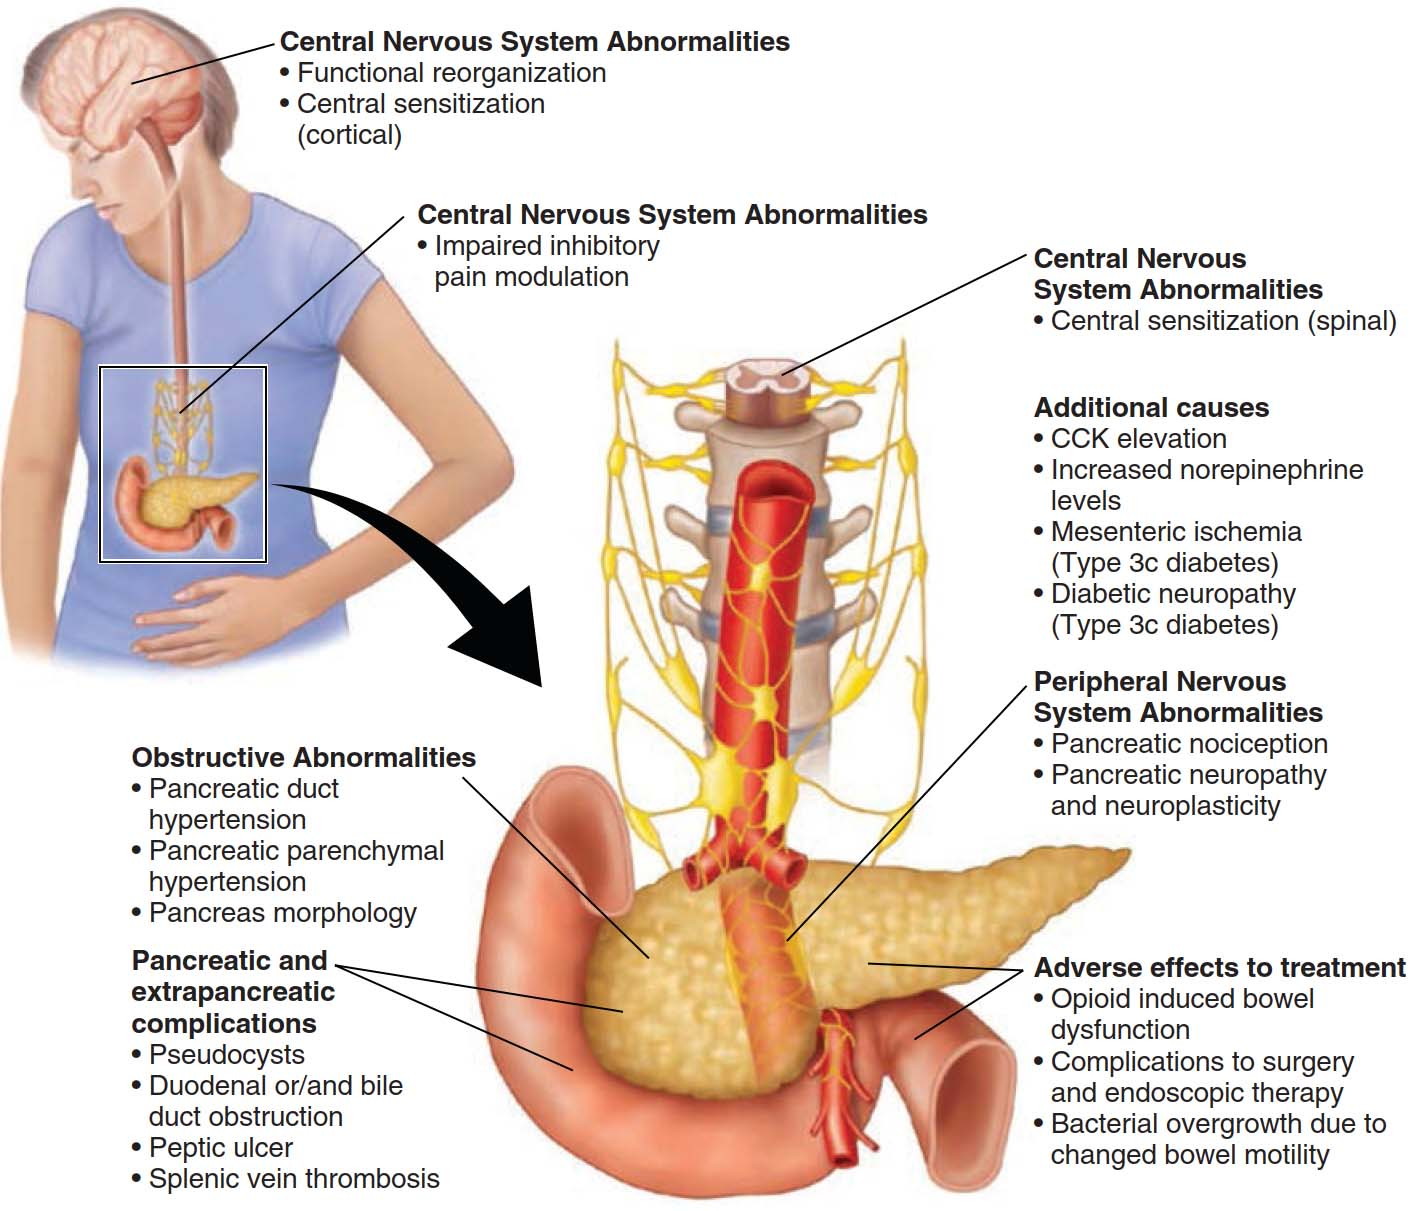 Central Nervous System Abnormalities
• Functional reorganization
• Central sensitization
(cortical)
Central Nervous System Abnormalities
• Impaired inhibitory
pain modulation
Central Nervous
System Abnormalities
• Central sensitization (spinal)
Additional causes
• CCK elevation
• Increased norepinephrine
levels
• Mesenteric ischemia
(Type 3c diabetes)
• Diabetic neuropathy
(Type 3c diabetes)
Peripheral Nervous
System Abnormalities
• Pancreatic nociception
• Pancreatic neuropathy
and neuroplasticity
Obstructive Abnormalities
• Pancreatic duct
hypertension
• Pancreatic parenchymal
hypertension
• Pancreas morphology
Pancreatic and
extrapancreatic
complications
• Pseudocysts
• Duodenal or/and bile
duct obstruction
• Peptic ulcer
• Splenic vein thrombosis
Adverse effects to treatment
• Opioid induced bowel
dysfunction
• Complications to surgery
and endoscopic therapy
• Bacterial overgrowth due to
changed bowel motility